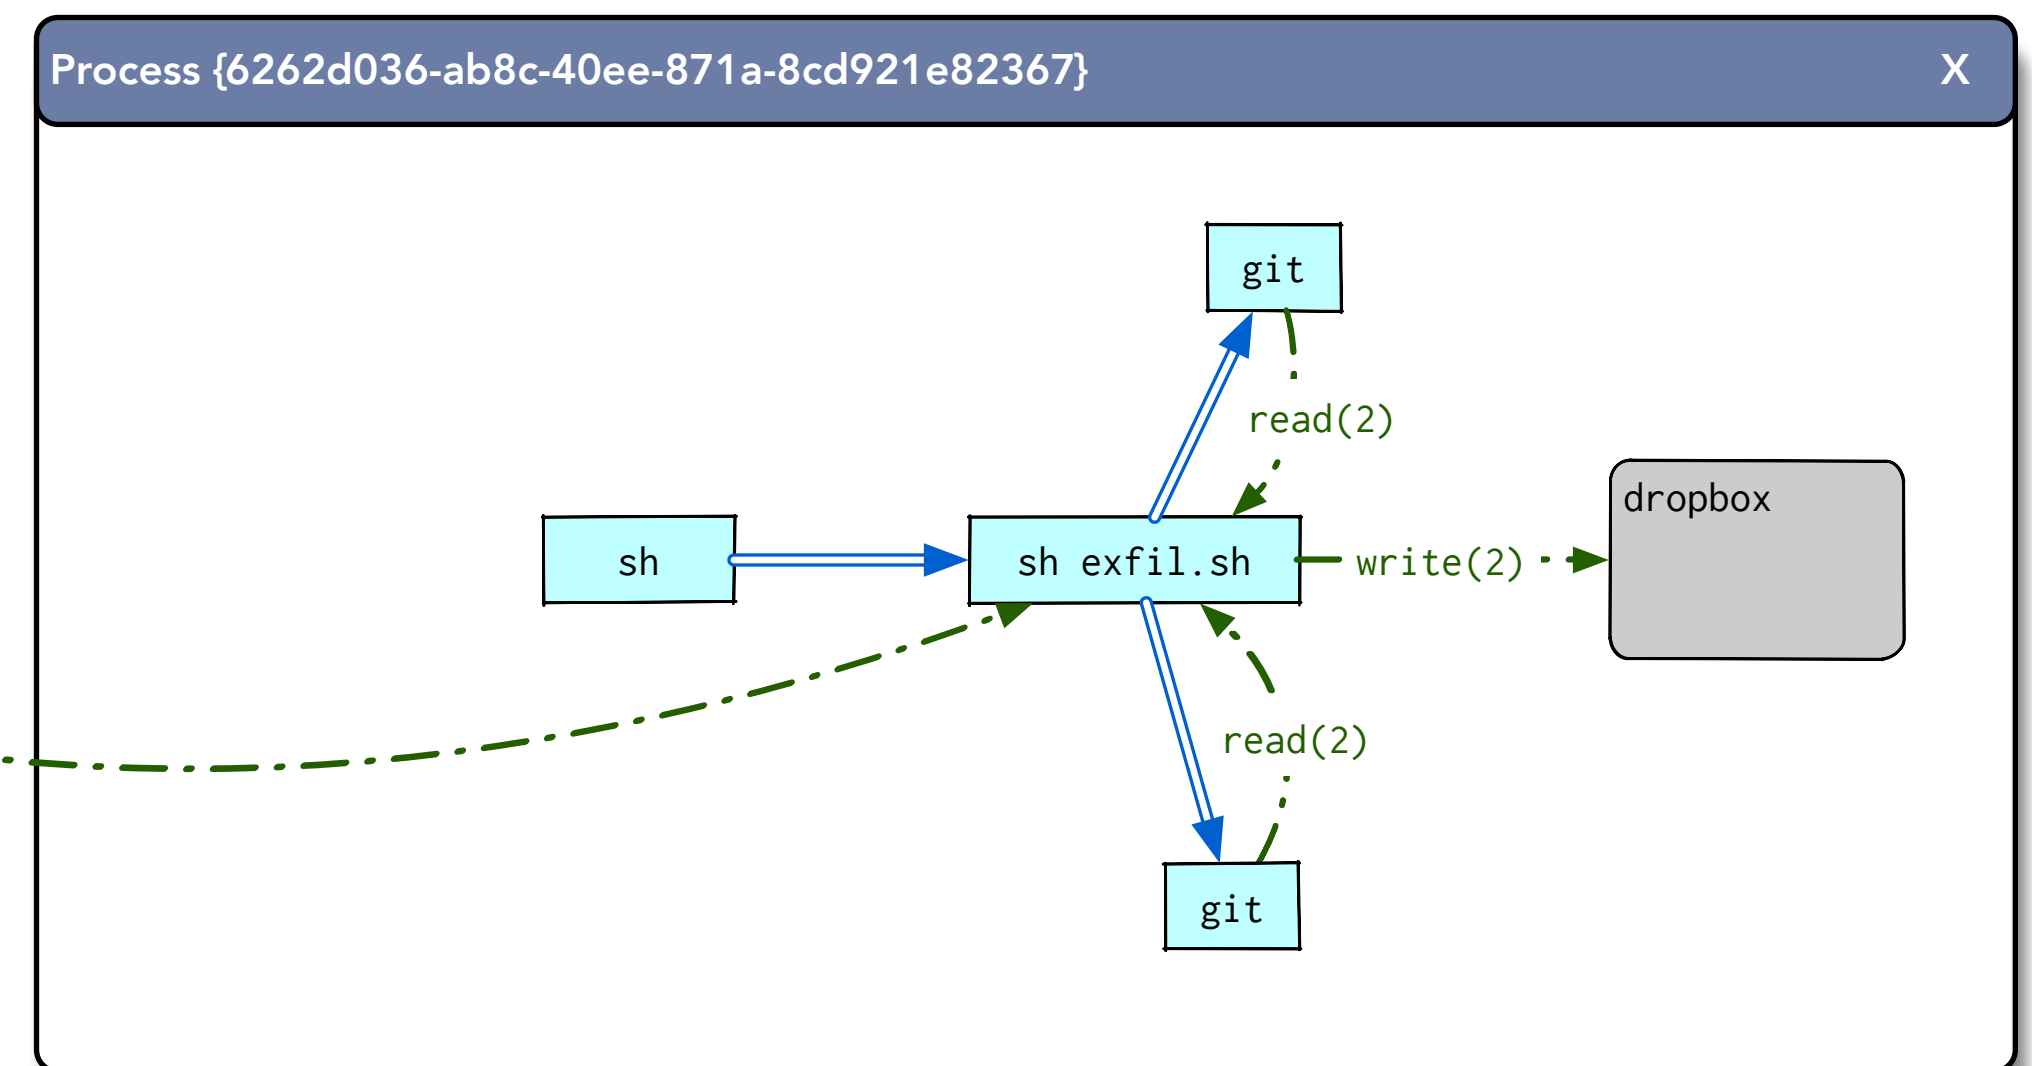 Process {6262d036-ab8c-40ee-871a-8cd921e82367}
X
git
read(2)
dropbox
sh
sh exfil.sh
write(2)
read(2)
git